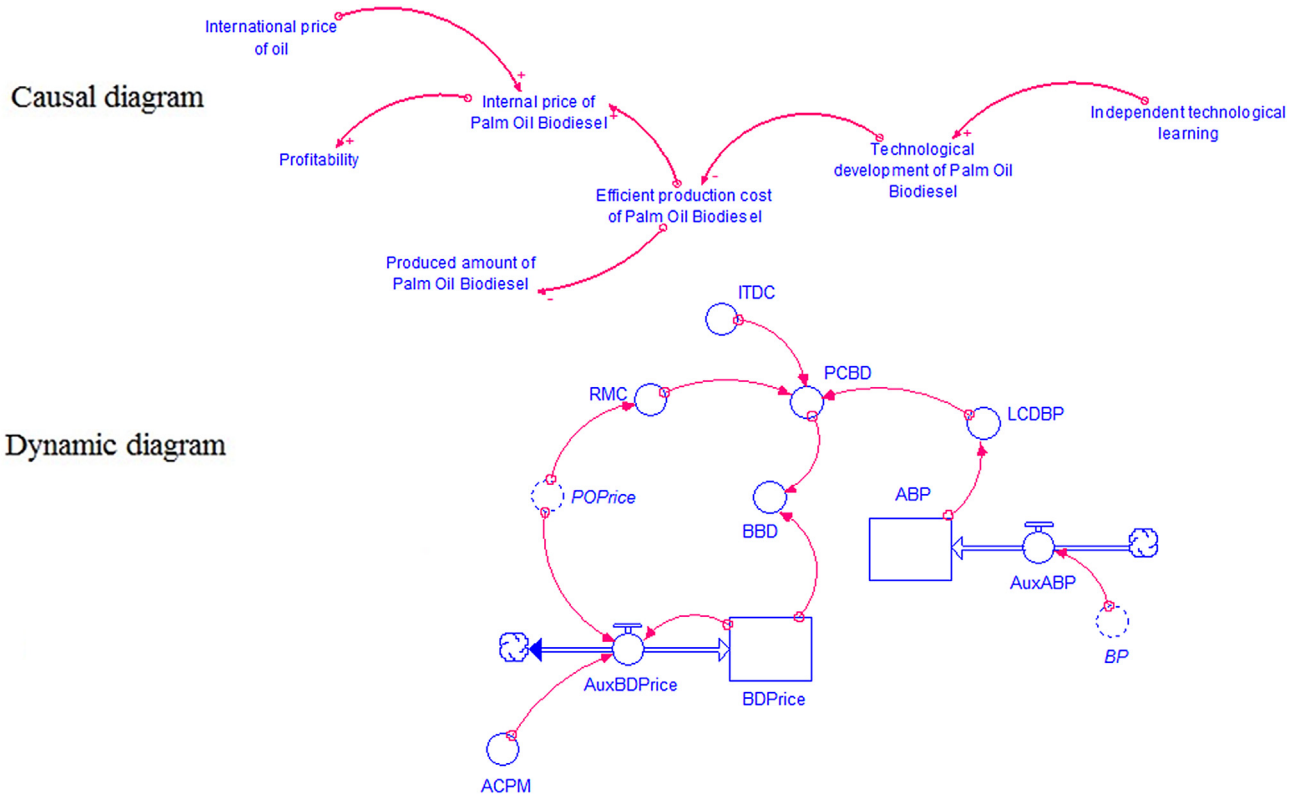 International price
of oil
Causal diagram
+
Internal price of
Palm Oil Biodiesel
+
+
Profitability
Independent technological
learning
+
Technological
development of Palm Oil
Biodiesel
-
Efficient production cost
of Palm Oil Biodiesel
Produced amount of
Palm Oil Biodiesel
-
ITDC
PCBD
RMC
LCDBP
Dynamic diagram
POPrice
ABP
BBD
AuxABP
BP
AuxBDPrice
BDPrice
ACPM